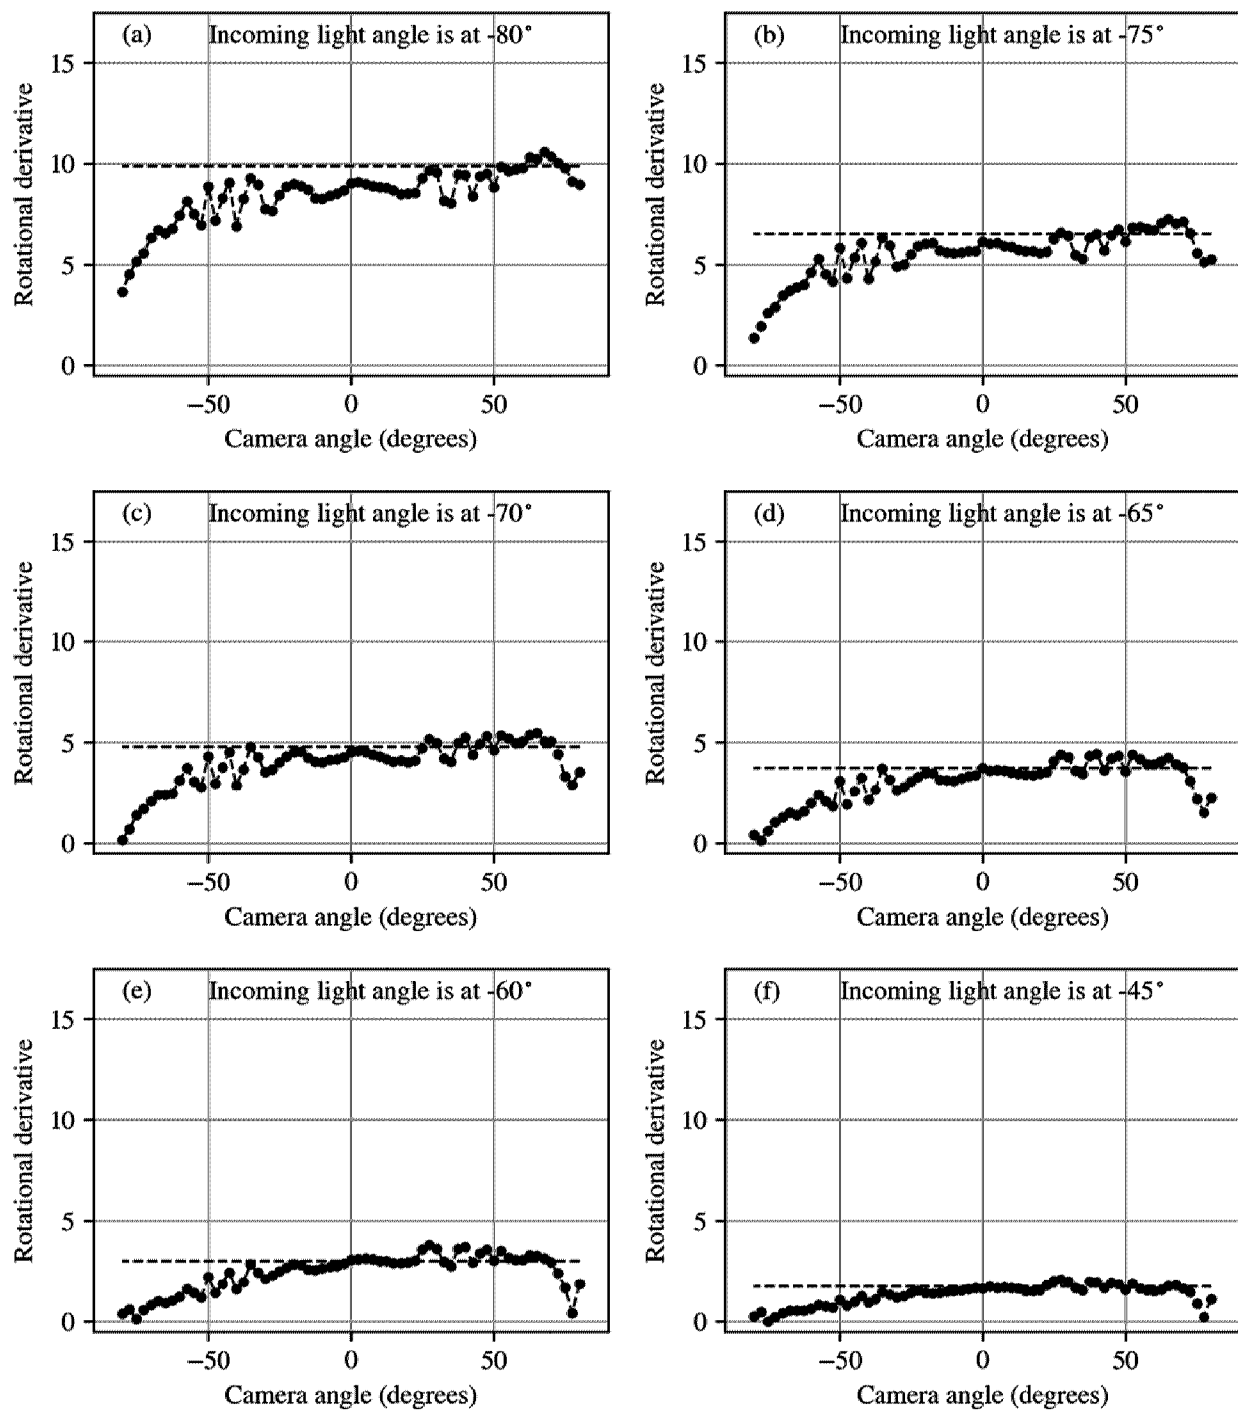 (a) Incoming light angle is at -80°
Rotational derivative
15
10
5
0
−50 0 50
Camera angle (degrees)
(b) Incoming light angle is at -75°
Rotational derivative
15
10
5
0
−50 0 50
Camera angle (degrees)
(c) Incoming light angle is at -70°
Rotational derivative
15
10
5
0
−50 0 50
Camera angle (degrees)
(d) Incoming light angle is at -65°
Rotational derivative
15
10
5
0
−50 0 50
Camera angle (degrees)
(e) Incoming light angle is at -60°
Rotational derivative
15
10
5
0
−50 0 50
Camera angle (degrees)
(f) Incoming light angle is at -45°
Rotational derivative
15
10
5
0
−50 0 50
Camera angle (degrees)